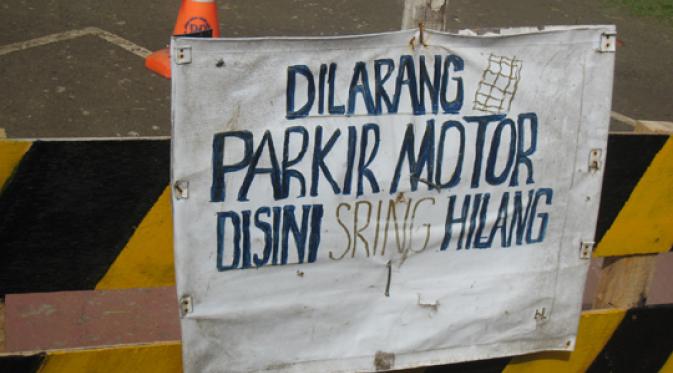 DILARANG
PARKIR MOTOR
DISINI SRING HILANG